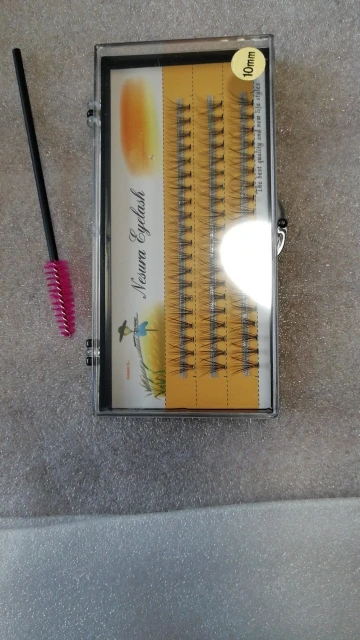 10mm
The best quality and new life styles
Nesura Eyelash